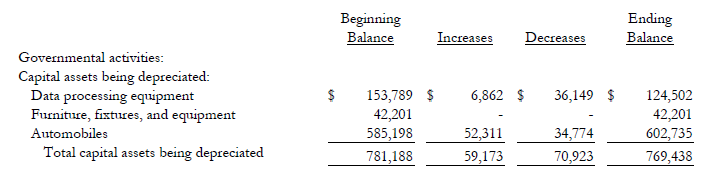 Beginning Ending
Balance Increases Decreases Balance
Governmental activities:
Capital assets being depreciated:
Data processing equipment $ 153,789 $ 6,862 $ 36,149 $ 124,502
Furniture, fixtures, and equipment 42,201 - - 42,201
Automobiles 585,198 52,311 34,774 602,735
Total capital assets being depreciated 781,188 59,173 70,923 769,438